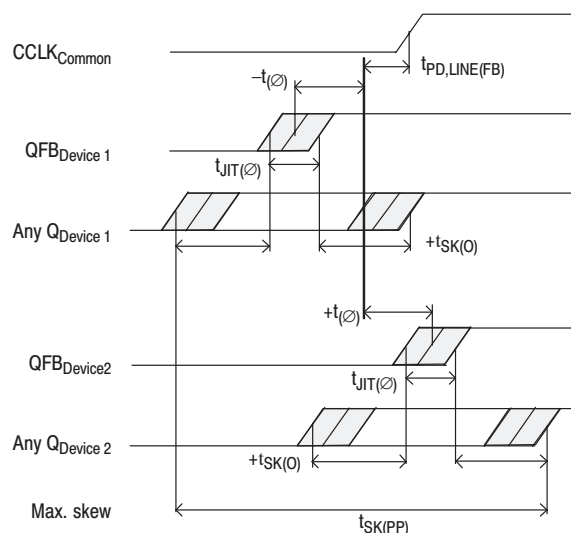 CCLKCommon
tPD,LINE(FB)
–t(∅)
QFBDevice 1
tJIT(∅)
Any QDevice 1
+tSK(O)
+t(∅)
QFBDevice2
tJIT(∅)
Any QDevice 2
+tSK(O)
Max. skew
tSK(PP)